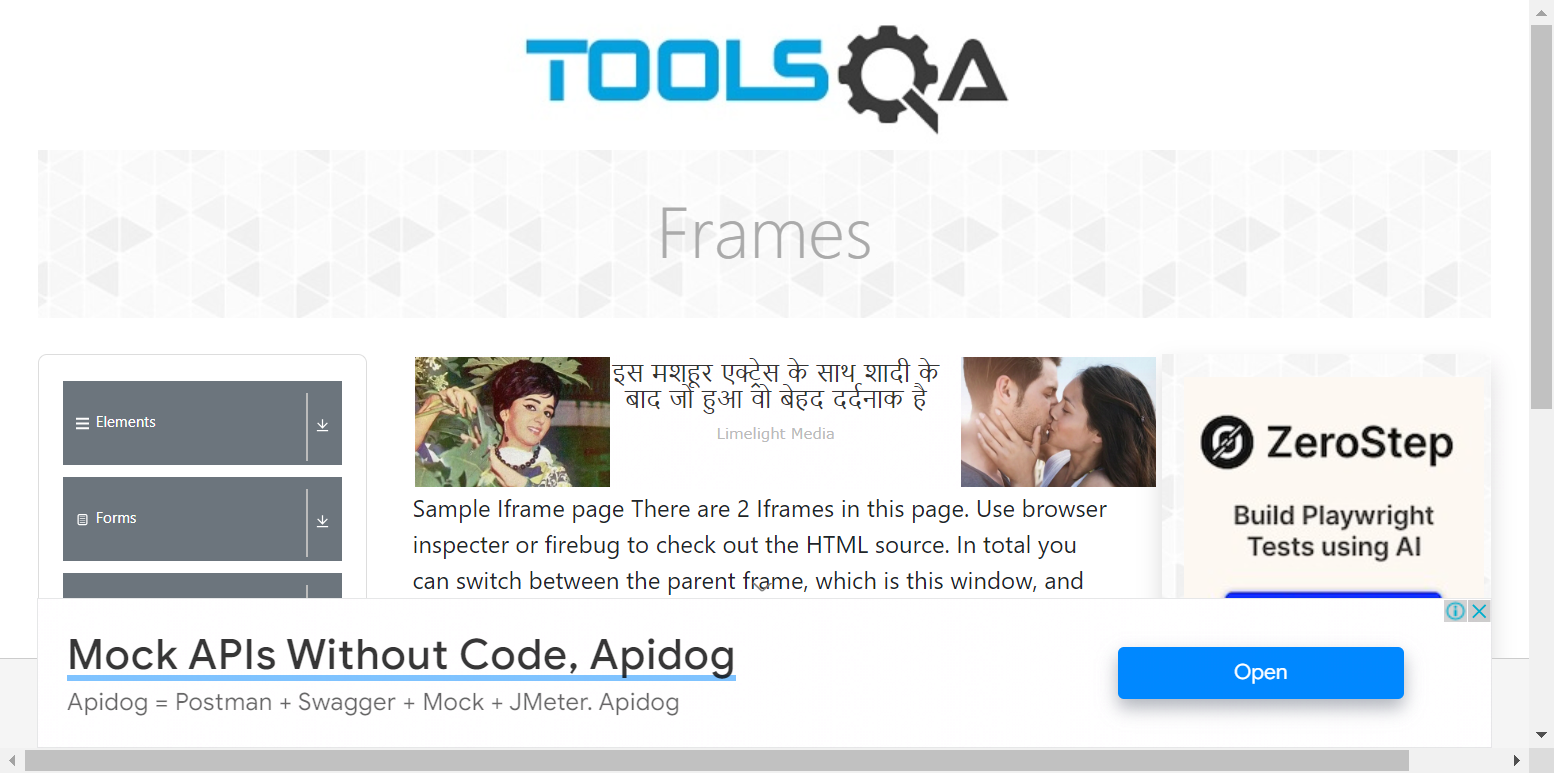 TOOLSQA
Frames
Elements
Forms
इस मशहूर एक्ट्रेस के साथ शादी के
बाद जो हुआ वो बेहद दर्दनाक है
Limelight Media
Sample Iframe page There are 2 Iframes in this page. Use browser
inspecter or firebug to check out the HTML source. In total you
can switch between the parent frame, which is this window, and
ZeroStep
Build Playwright
Tests using AI
Mock APIs Without Code, Apidog
Apidog = Postman + Swagger + Mock + JMeter. Apidog
Open